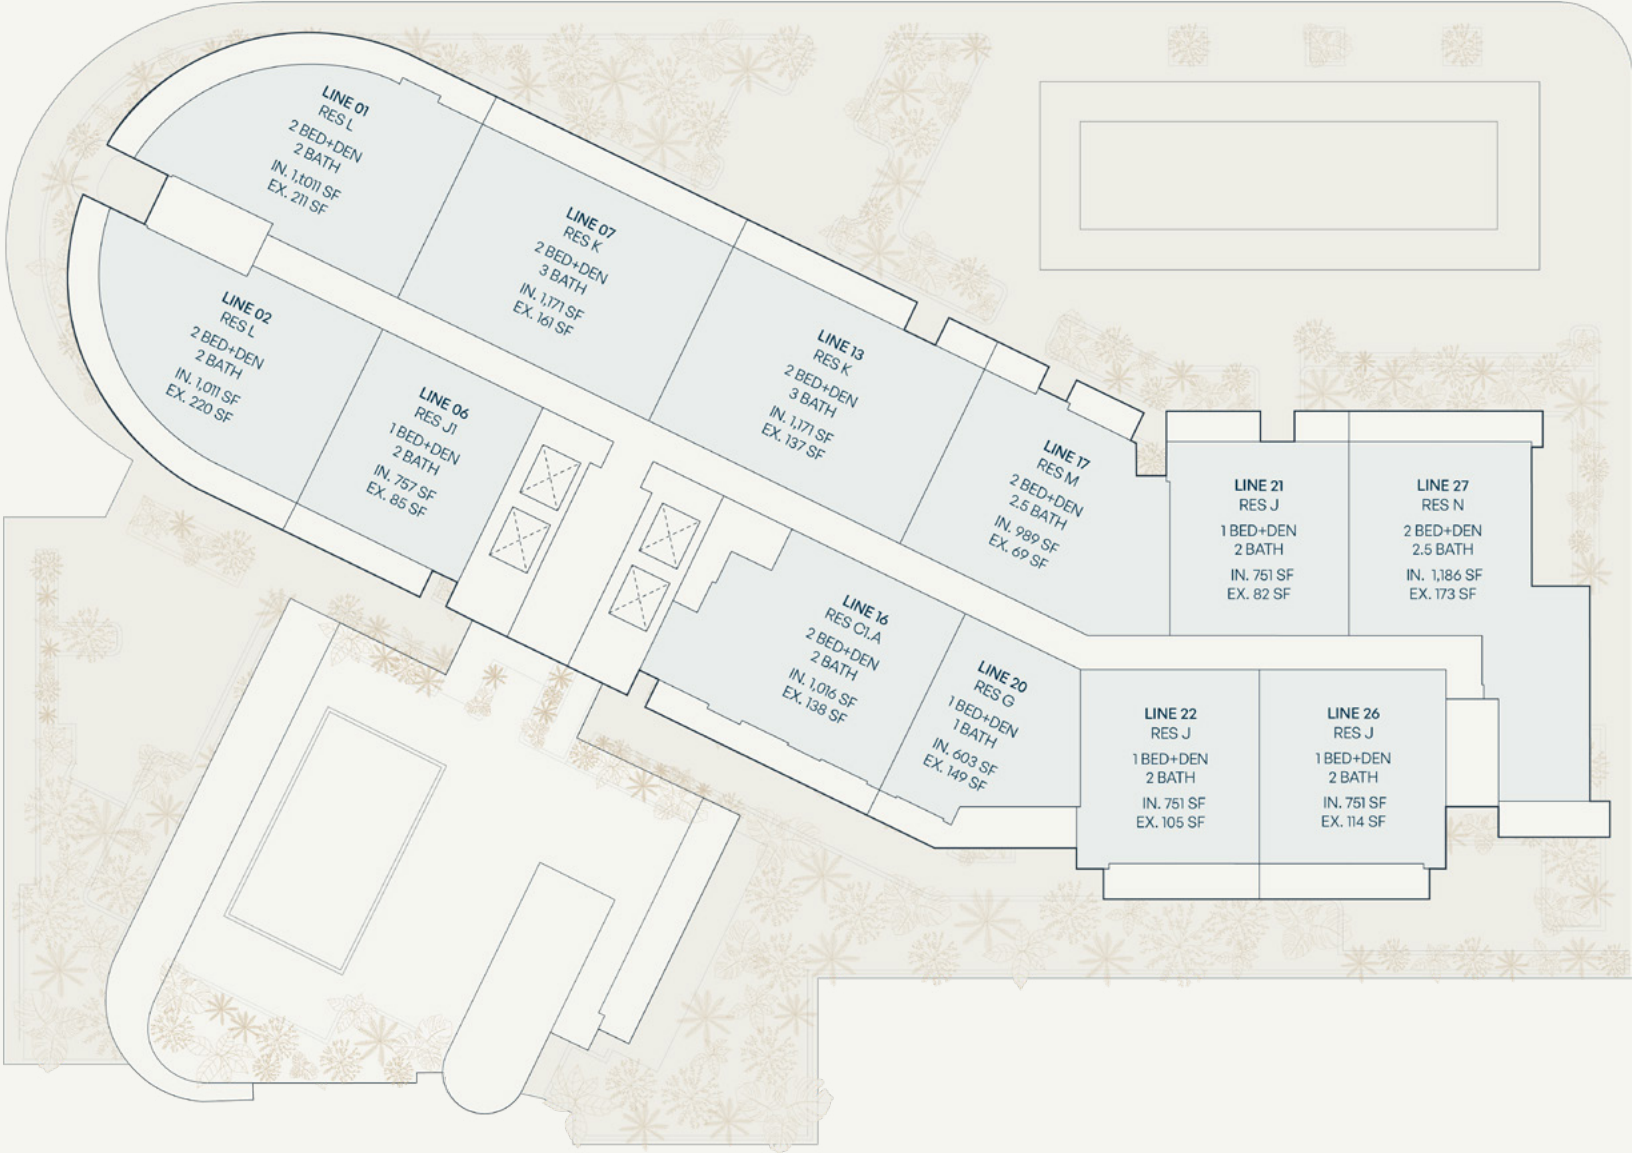 LINE 01
RES L
2 BED+DEN
2 BATH
IN. 1,t011 SF
EX. 211 SF
LINE 07
RES K
2 BED+DEN
3 BATH
IN. 1,171 SF
EX. 161 SF
LINE 02
RES L
2 BED+DEN
2 BATH
IN. 1,011 SF
EX. 220 SF
LINE 06
RES J1
1 BED+DEN
2 BATH
IN. 757 SF
EX. 85 SF
LINE 13
RES K
2 BED+DEN
3 BATH
IN. 1,171 SF
EX. 137 SF
LINE 17
RES M
2 BED+DEN
2.5 BATH
IN. 989 SF
EX. 69 SF
LINE 21
RES J
1 BED+DEN
2 BATH
IN. 751 SF
EX. 82 SF
LINE 27
RES N
2 BED+DEN
2.5 BATH
IN. 1,186 SF
EX. 173 SF
LINE 16
RES C1.A
2 BED+DEN
2 BATH
IN. 1,016 SF
EX. 138 SF
LINE 20
RES G
1 BED+DEN
1 BATH
IN. 603 SF
EX. 149 SF
LINE 22
RES J
1 BED+DEN
2 BATH
IN. 751 SF
EX. 105 SF
LINE 26
RES J
1 BED+DEN
2 BATH
IN. 751 SF
EX. 114 SF